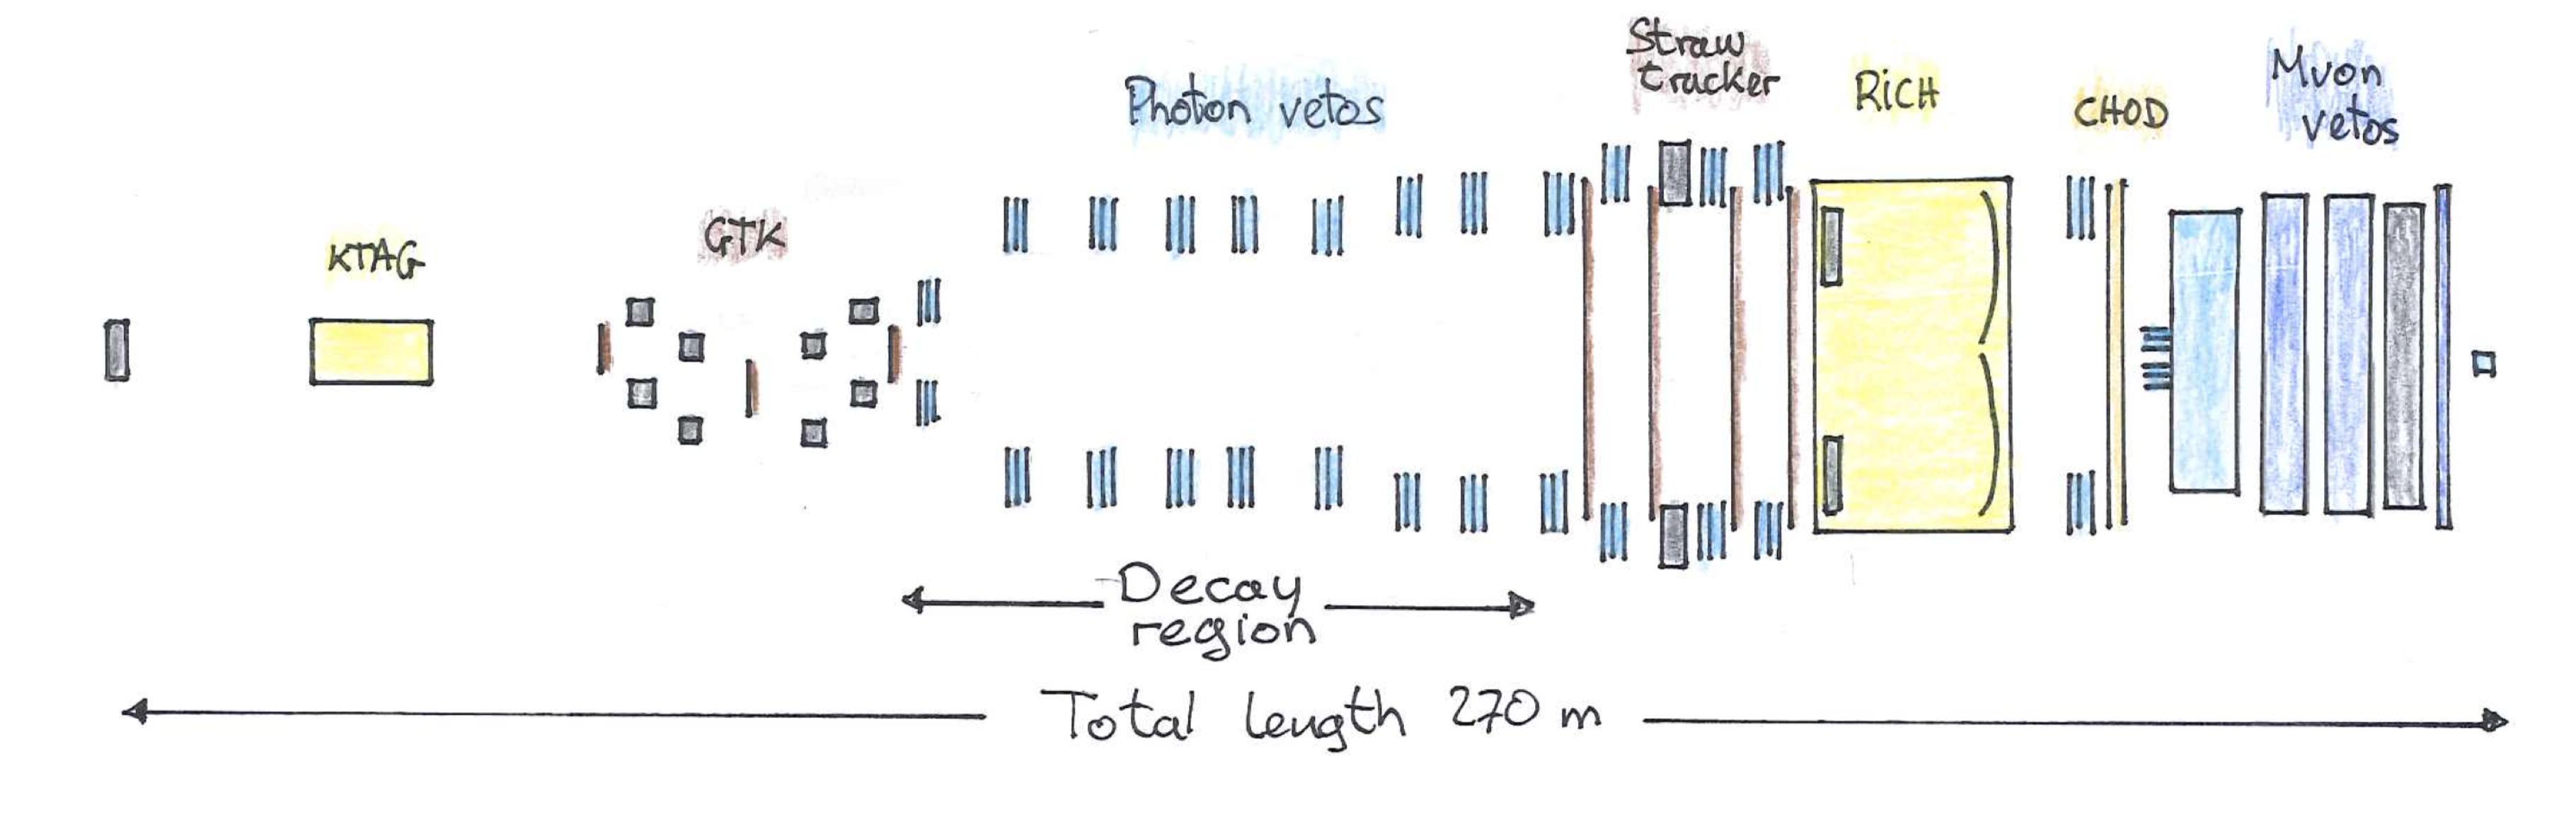 KTAG
GTK
Photon vetos
Straw
tracker
RiCH
CHOD
Muon
vetos
Decay
region
Total length 270 m